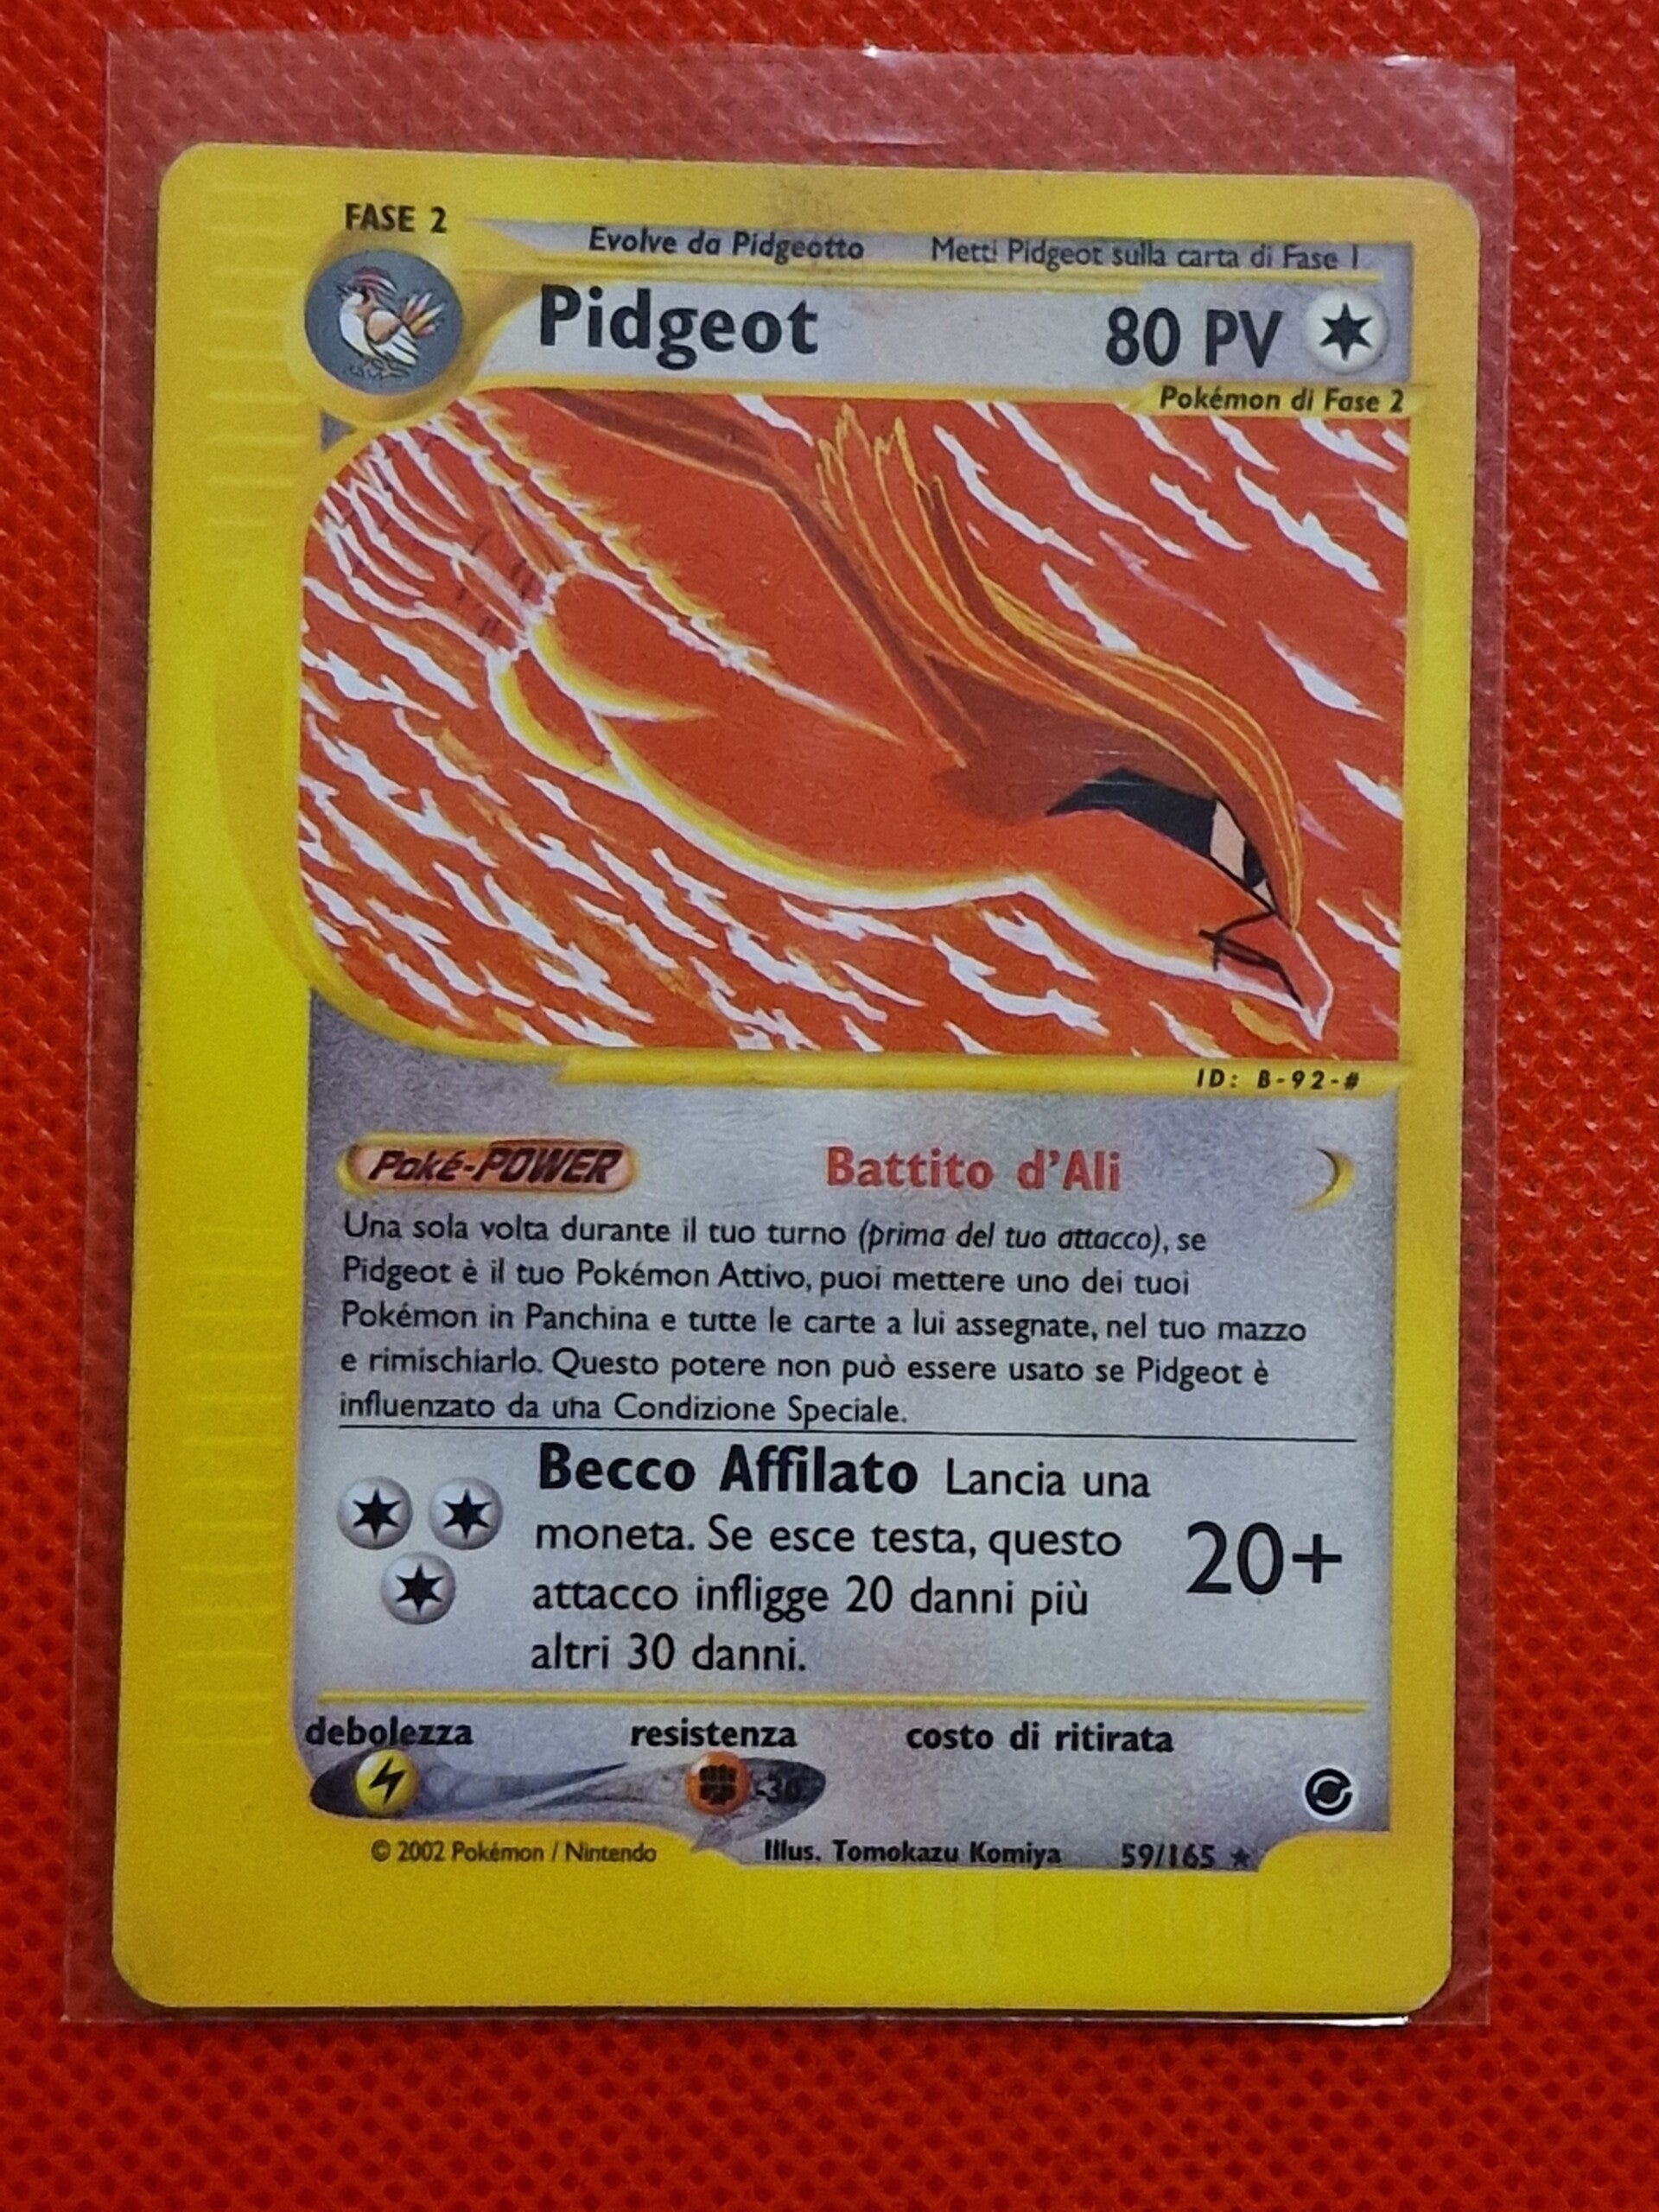 FASE 2
Evolve da Pidgeotto Metti Pidgeot sulla carta di Fase 1
Pidgeot 80 PV
Pokémon di Fase 2
ID: B-92-#
Poké-POWER Battito d'Ali
Una sola volta durante il tuo turno (prima del tuo attacco), se
Pidgeot è il tuo Pokémon Attivo, puoi mettere uno dei tuoi
Pokémon in Panchina e tutte le carte a lui assegnate, nel tuo mazzo
e rimischiarlo. Questo potere non può essere usato se Pidgeot è
influenzato da una Condizione Speciale.
Becco Affilato Lancia una
moneta. Se esce testa, questo
attacco infligge 20 danni più
altri 30 danni.
20+
debolezza resistenza costo di ritirata
-30
© 2002 Pokémon / Nintendo Illus. Tomokazu Komiya 59/165 ★